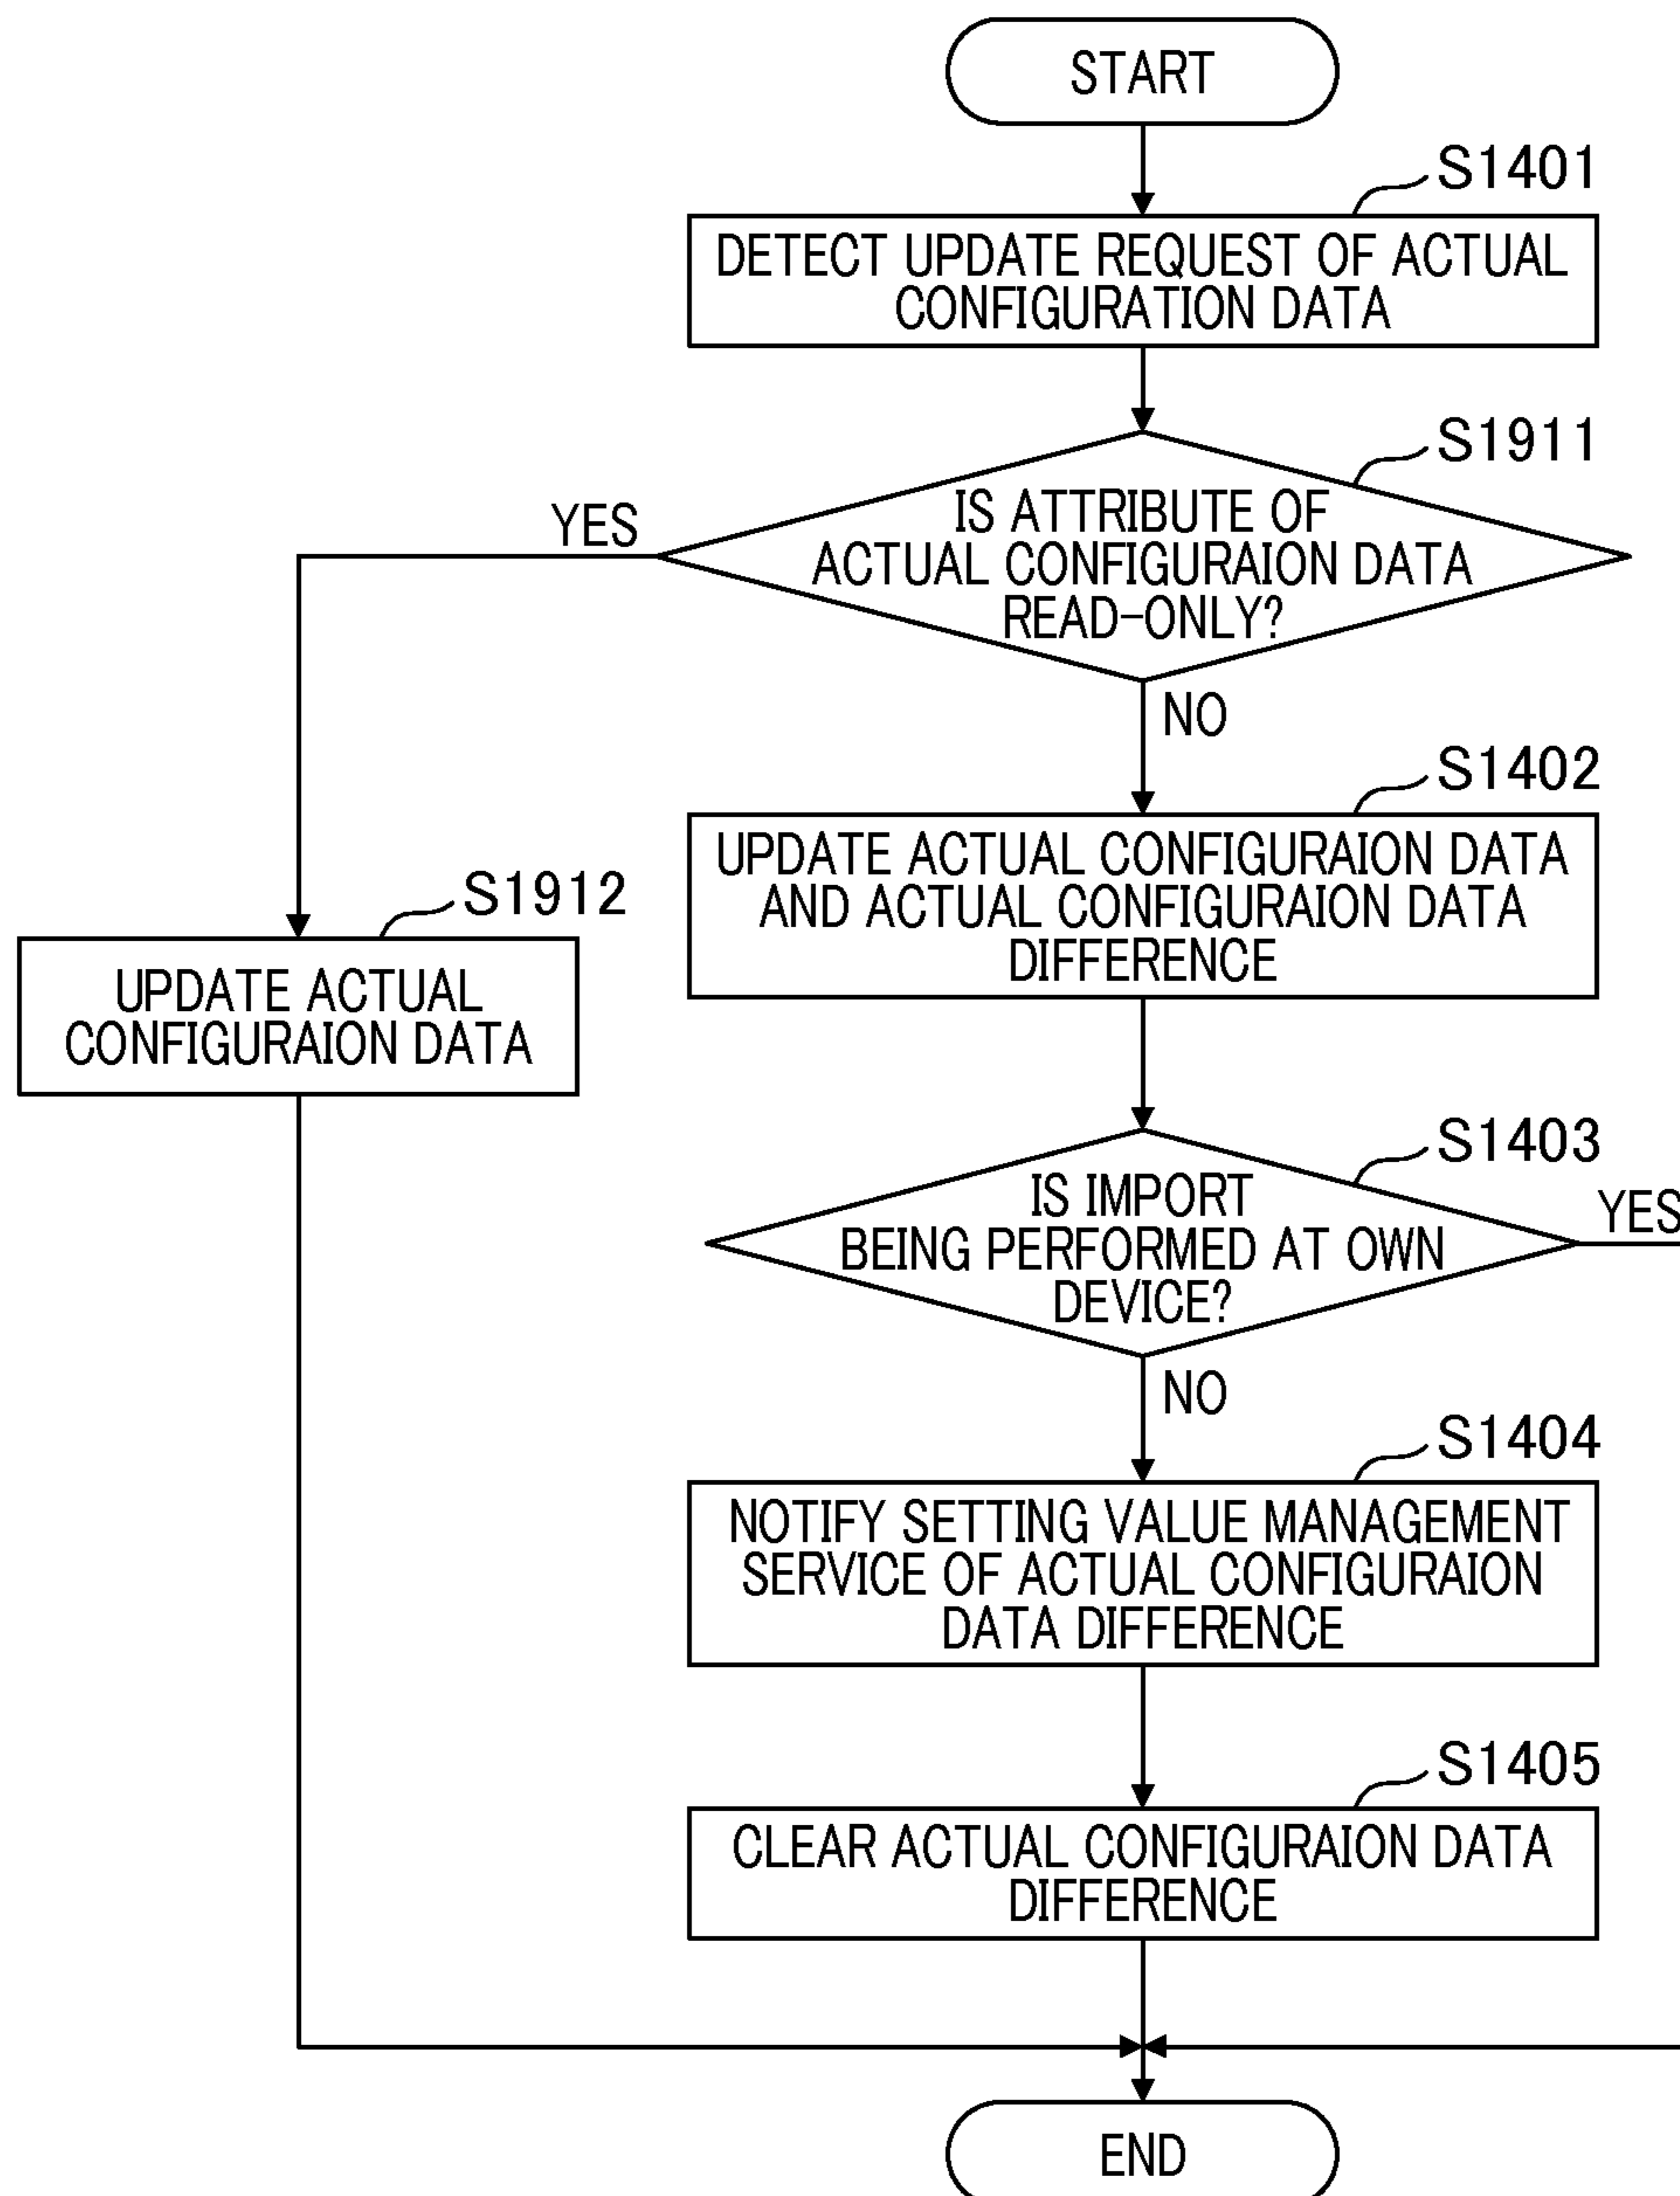 START
S1401
DETECT UPDATE REQUEST OF ACTUAL
CONFIGURATION DATA
S1911
YES
IS ATTRIBUTE OF
ACTUAL CONFIGURAION DATA
READ-ONLY?
NO
S1402
UPDATE ACTUAL CONFIGURAION DATA
AND ACTUAL CONFIGURAION DATA
DIFFERENCE
S1912
UPDATE ACTUAL
CONFIGURAION DATA
S1403
YES
IS IMPORT
BEING PERFORMED AT OWN
DEVICE?
NO
S1404
NOTIFY SETTING VALUE MANAGEMENT
SERVICE OF ACTUAL CONFIGURAION
DATA DIFFERENCE
S1405
CLEAR ACTUAL CONFIGURAION DATA
DIFFERENCE
END